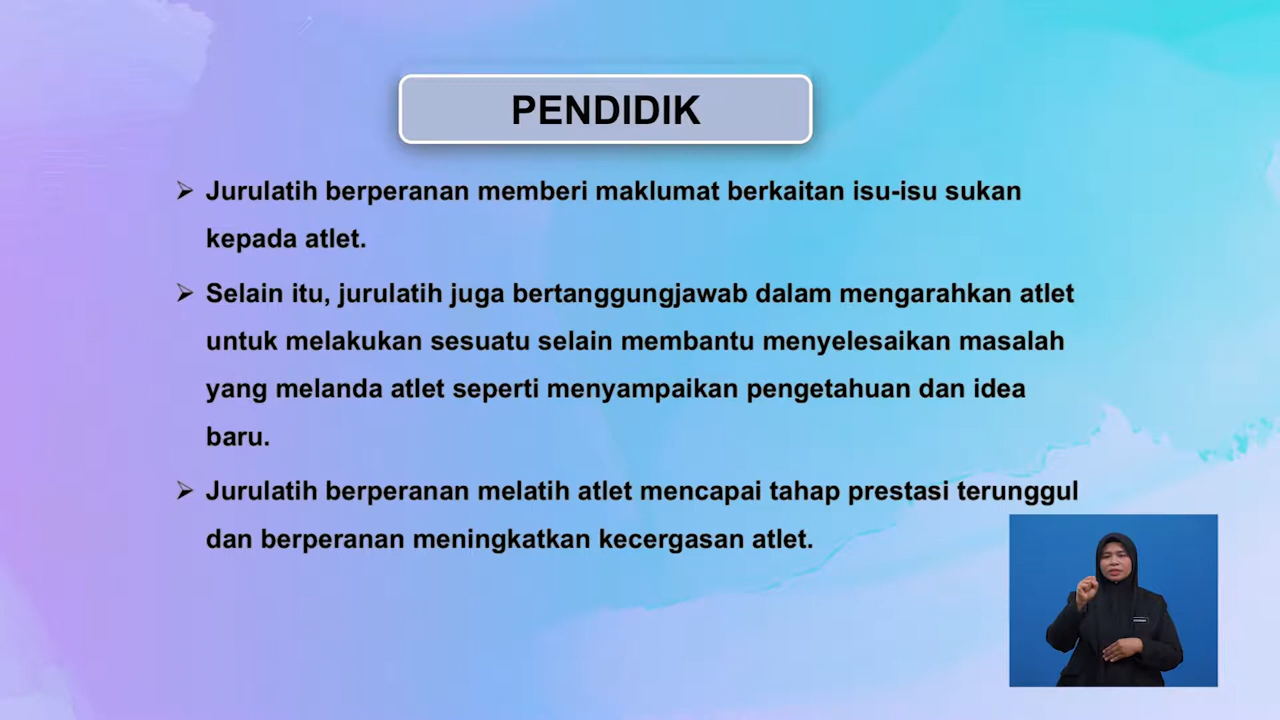 PENDIDIK
➢ Jurulatih berperanan memberi maklumat berkaitan isu-isu sukan
kepada atlet.
➢ Selain itu, jurulatih juga bertanggungjawab dalam mengarahkan atlet
untuk melakukan sesuatu selain membantu menyelesaikan masalah
yang melanda atlet seperti menyampaikan pengetahuan dan idea
baru.
➢ Jurulatih berperanan melatih atlet mencapai tahap prestasi terunggul
dan berperanan meningkatkan kecergasan atlet.